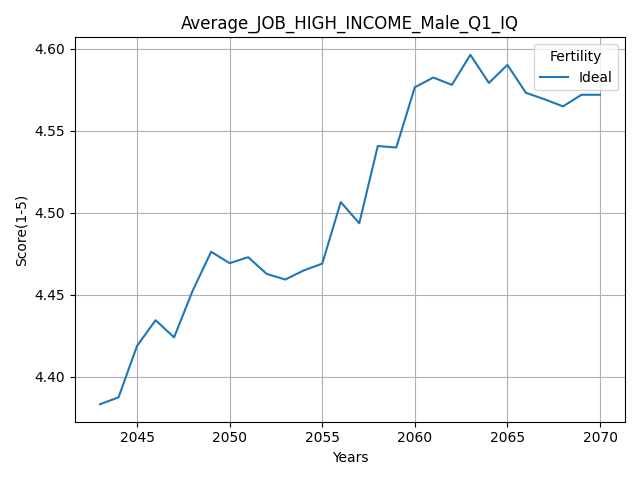 Average_JOB_HIGH_INCOME_Male_Q1_IQ
Fertility
Ideal
Score(1-5)
4.60
4.55
4.50
4.45
4.40
2045 2050 2055 2060 2065 2070
Years